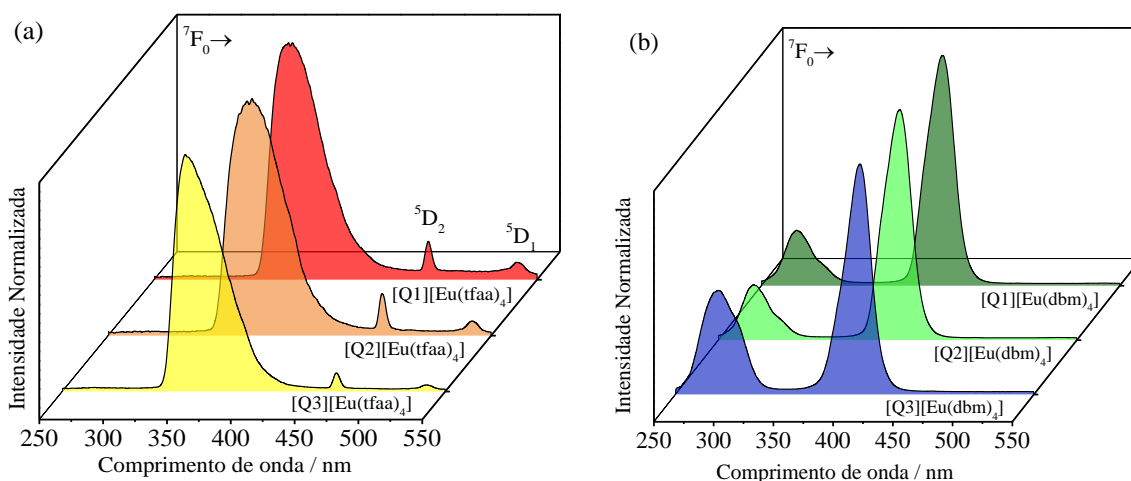 (a)
⁷F₀→
⁵D₂
⁵D₁
[Q1][Eu(tfaa)₄]
[Q2][Eu(tfaa)₄]
[Q3][Eu(tfaa)₄]
Intensidade Normalizada
250 300 350 400 450 500 550
Comprimento de onda / nm
(b)
⁷F₀→
[Q1][Eu(dbm)₄]
[Q2][Eu(dbm)₄]
[Q3][Eu(dbm)₄]
Intensidade Normalizada
250 300 350 400 450 500 550
Comprimento de onda / nm